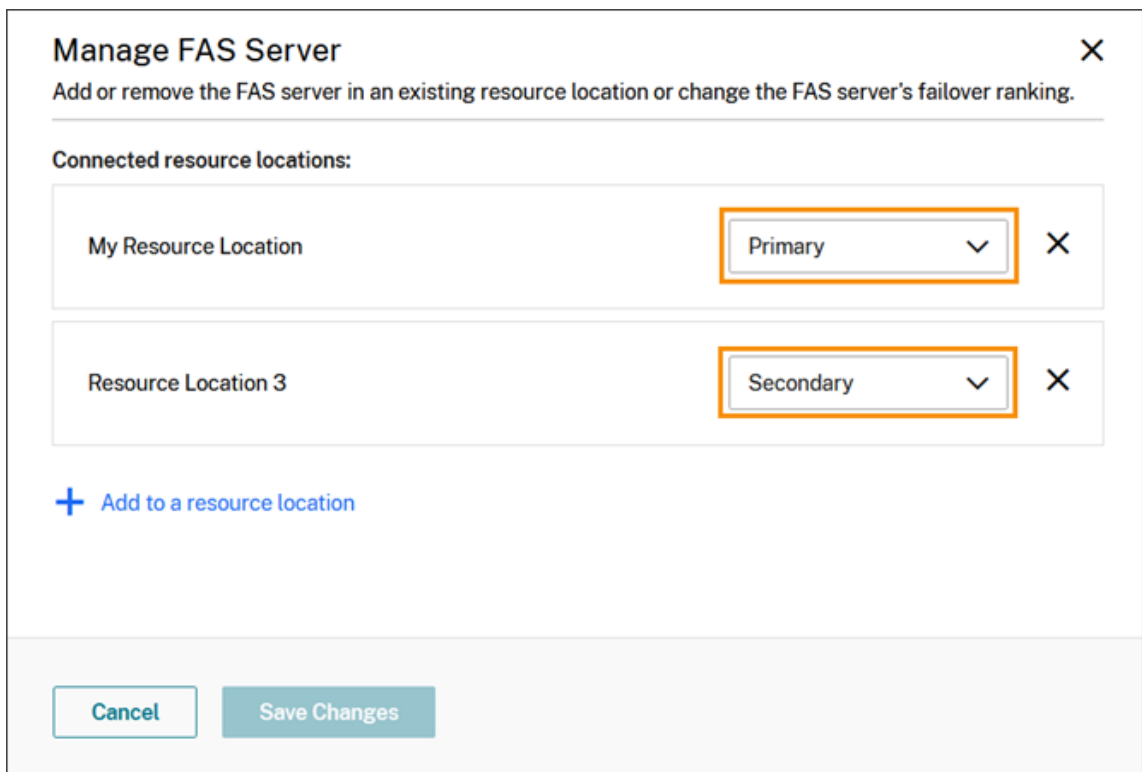 Manage FAS Server
Add or remove the FAS server in an existing resource location or change the FAS server's failover ranking.
Connected resource locations:
My Resource Location
Primary
Resource Location 3
Secondary
Add to a resource location
Cancel
Save Changes